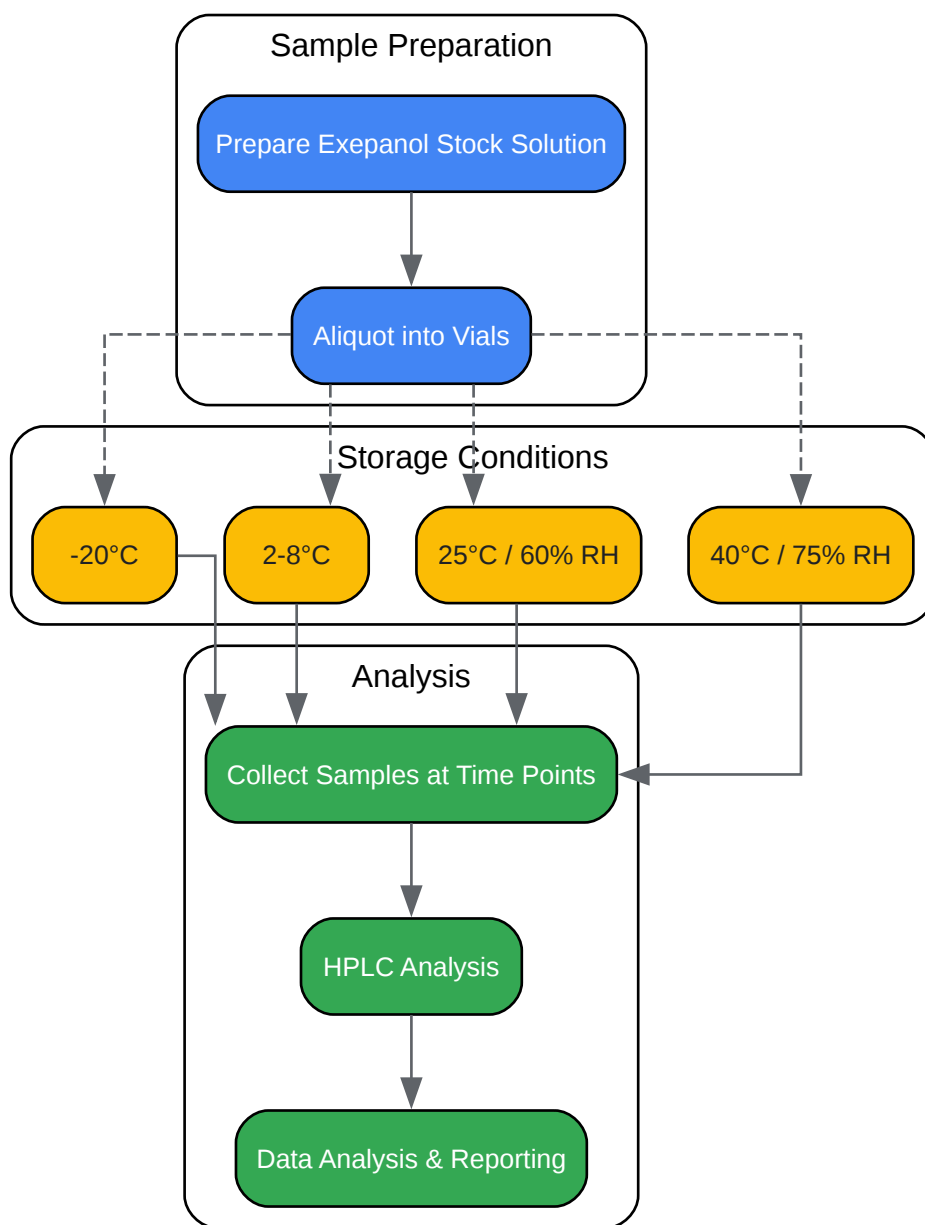 Sample Preparation
Prepare Exepanol Stock Solution
Aliquot into Vials
Storage Conditions
-20°C
2-8°C
25°C / 60% RH
40°C / 75% RH
Analysis
Collect Samples at Time Points
HPLC Analysis
Data Analysis & Reporting